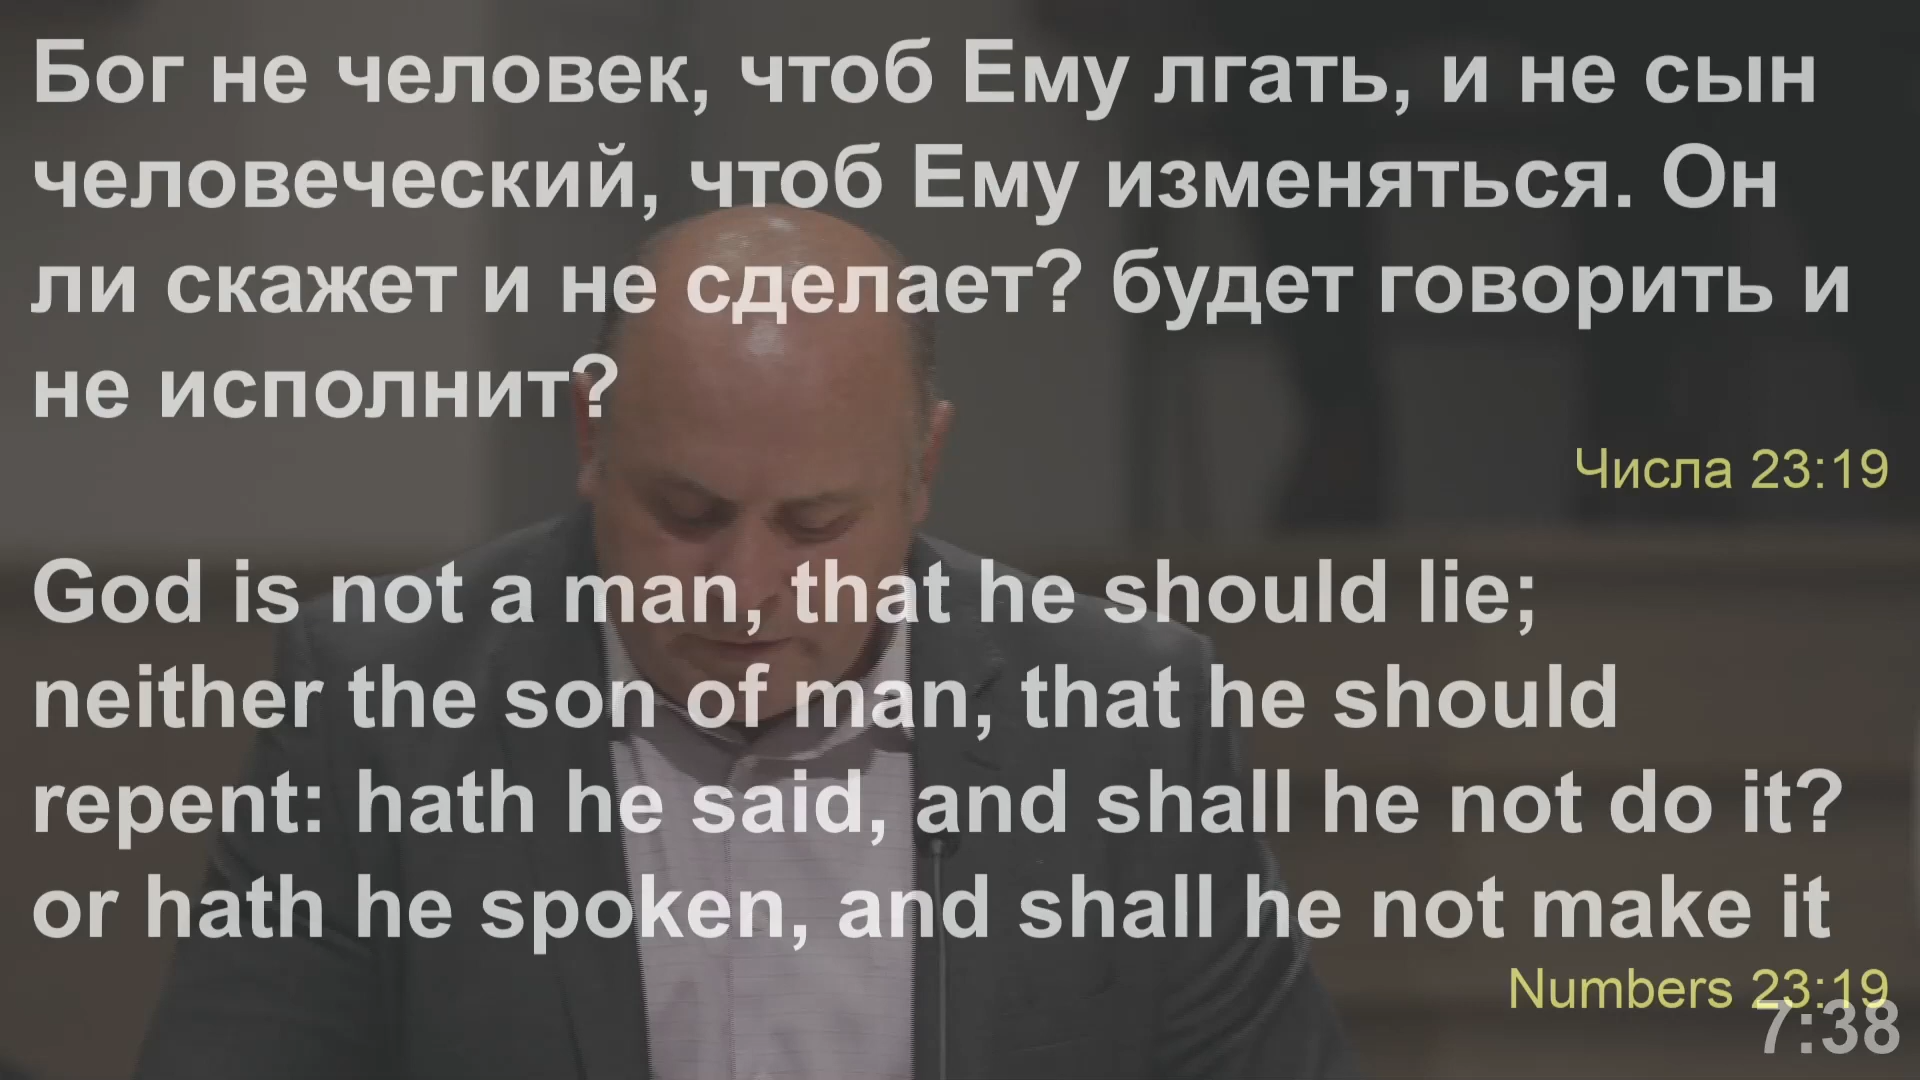 Бог не человек, чтоб Ему лгать, и не сын
человеческий, чтоб Ему изменяться. Он
ли скажет и не сделает? будет говорить и
не исполнит?
Числа 23:19
God is not a man, that he should lie;
neither the son of man, that he should
repent: hath he said, and shall he not do it?
or hath he spoken, and shall he not make it
Numbers 23:19
7:38